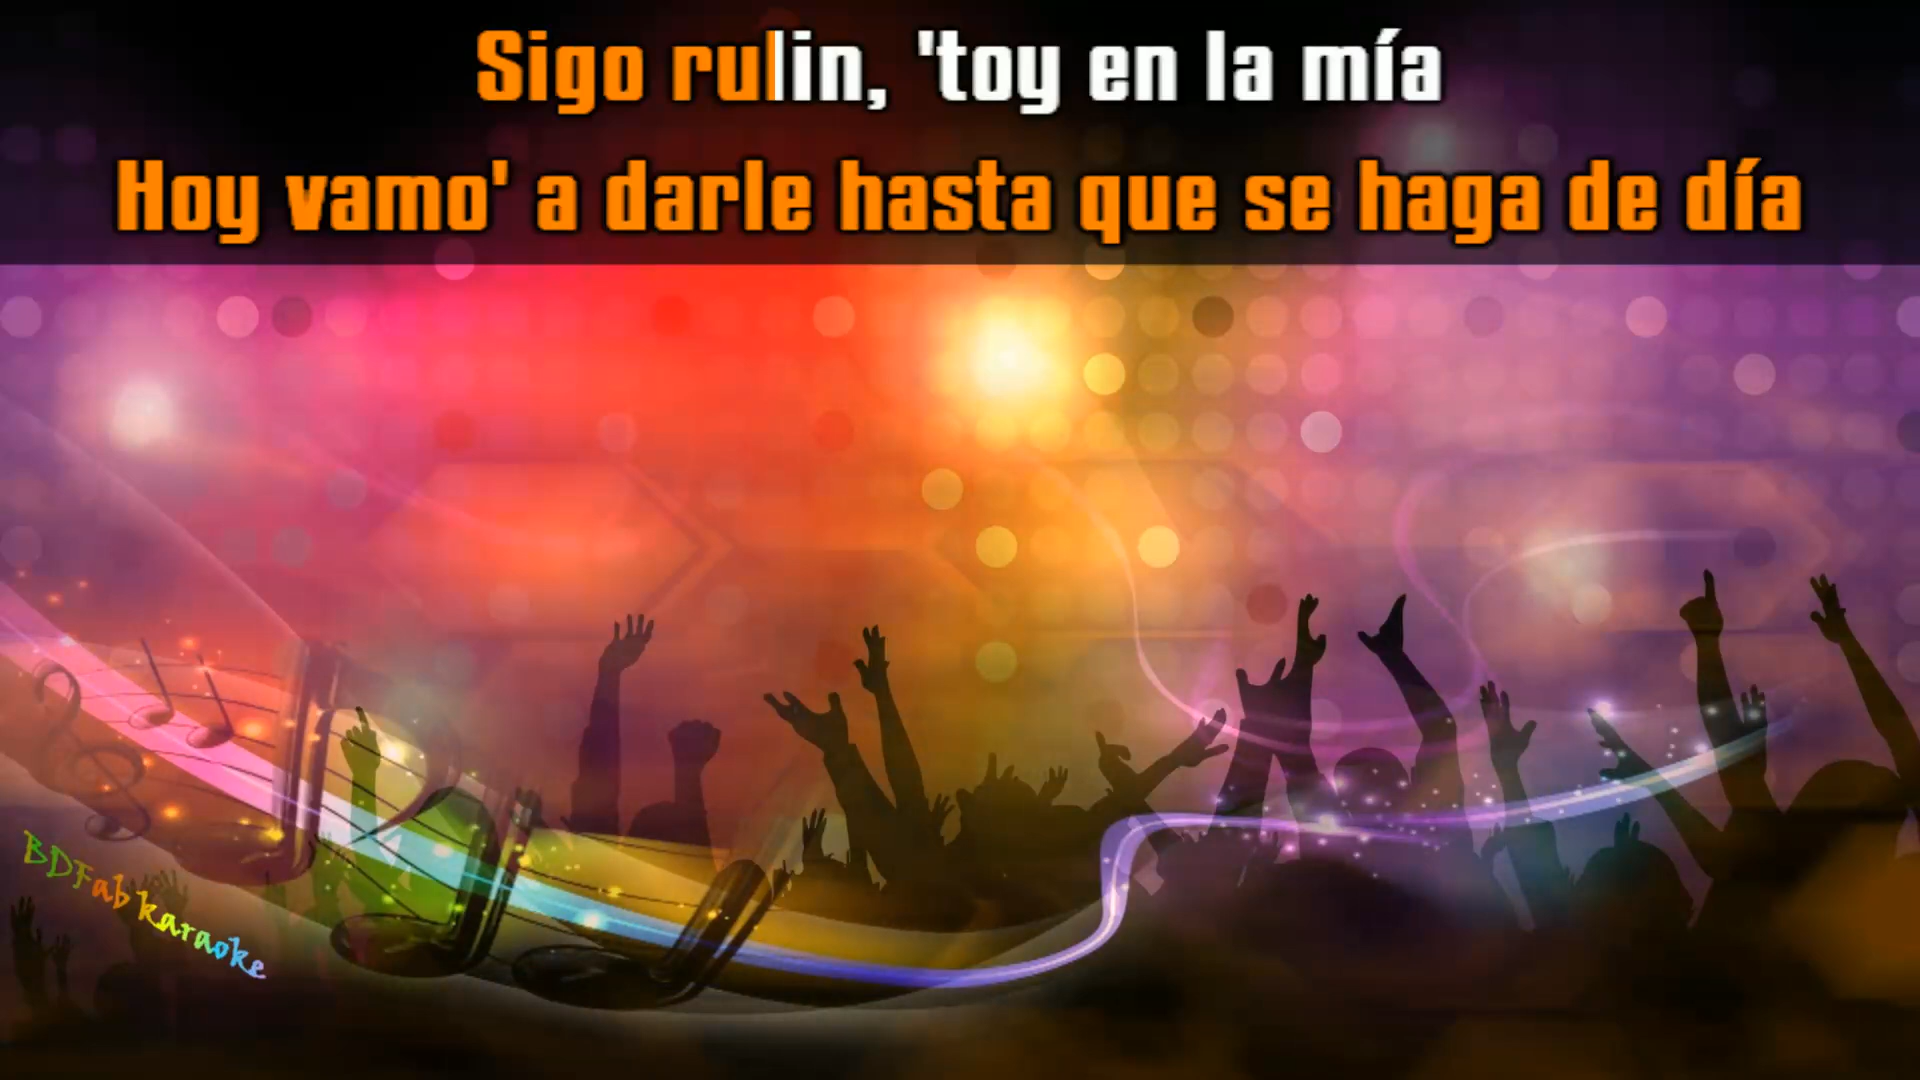 Sigo rulin, 'toy en la mía
Hoy vamo' a darle hasta que se haga de día
BDFab karaoke